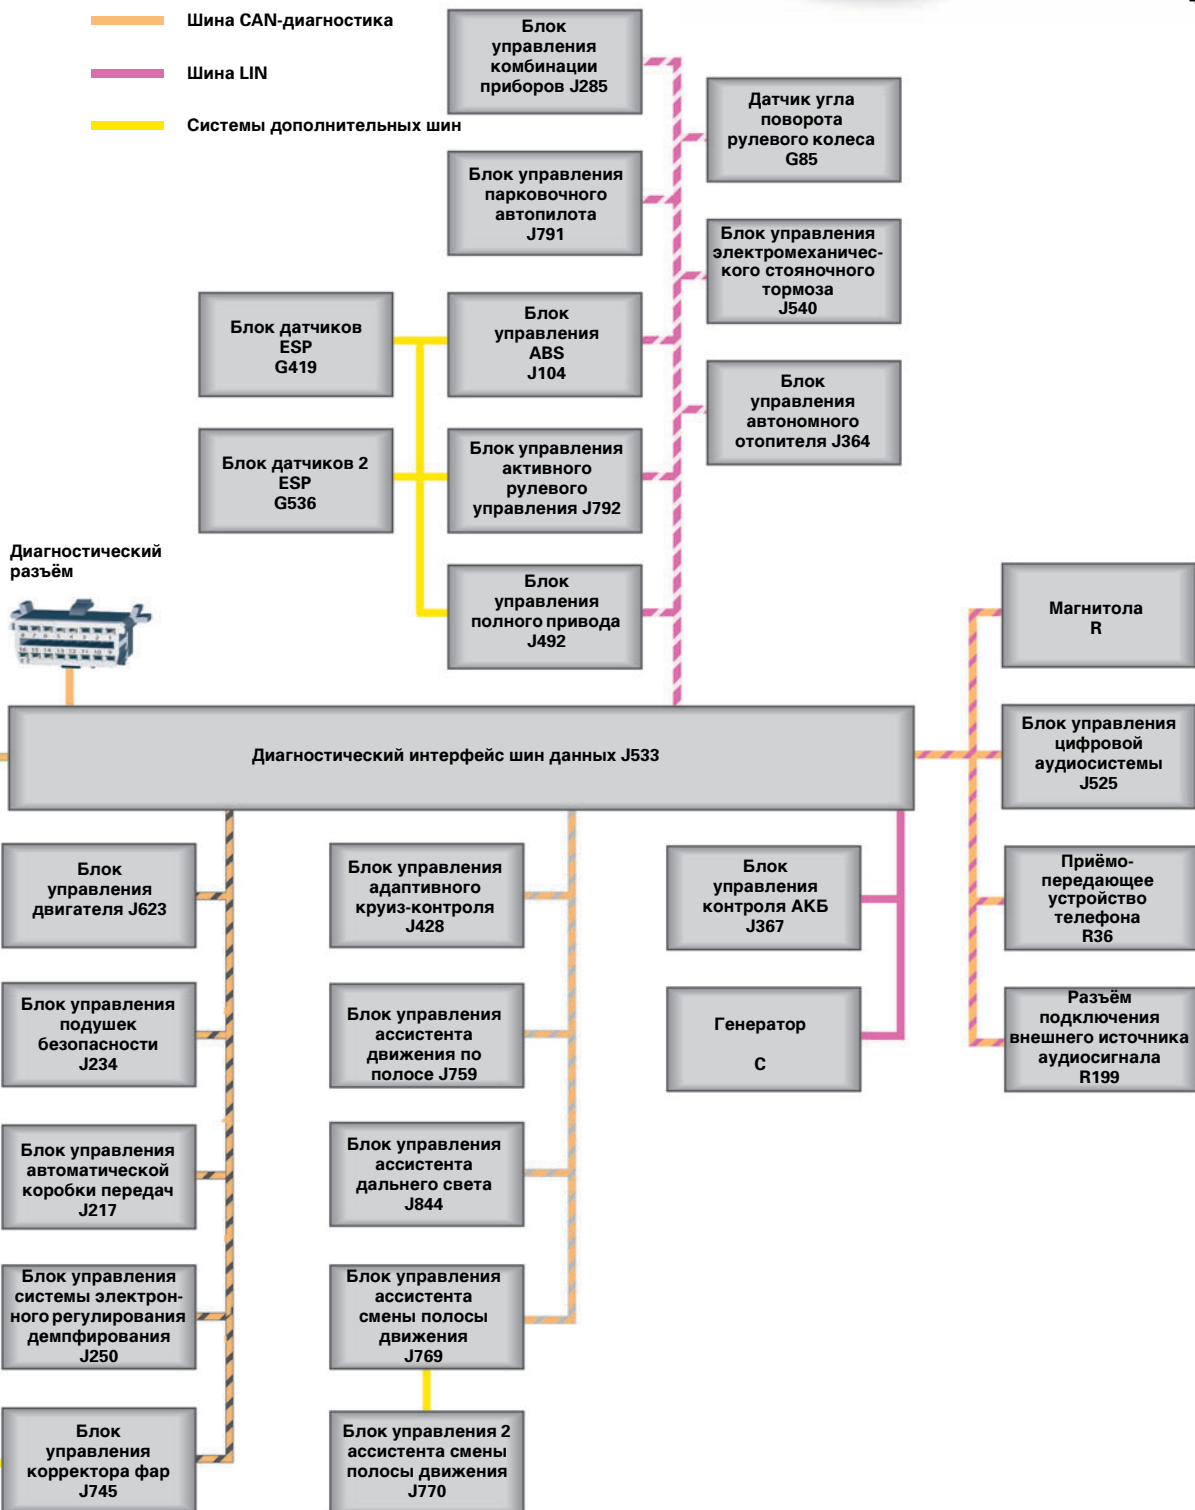 Шина CAN-диагностика
Шина LIN
Системы дополнительных шин
Блок
управления
комбинации
приборов J285
Датчик угла
поворота
рулевого колеса
G85
Блок управления
парковочного
автопилота
J791
Блок управления
электромеханичес-
кого стояночного
тормоза
J540
Блок датчиков
ESP
G419
Блок
управления
ABS
J104
Блок
управления
автономного
отопителя J364
Блок датчиков 2
ESP
G536
Блок управления
активного
рулевого
управления J792
Диагностический
разъём
Блок
управления
полного привода
J492
Магнитола
R
Диагностический интерфейс шин данных J533
Блок управления
цифровой
аудиосистемы
J525
Блок
управления
двигателя J623
Блок управления
адаптивного
круиз-контроля
J428
Блок
управления
контроля АКБ
J367
Приёмо-
передающее
устройство
телефона
R36
Блок управления
подушек
безопасности
J234
Блок управления
ассистента
движения по
полосе J759
Генератор
C
Разъём
подключения
внешнего источника
аудиосигнала
R199
Блок управления
автоматической
коробки передач
J217
Блок управления
ассистента
дальнего света
J844
Блок управления
системы электрон-
ного регулирования
демпфирования
J250
Блок управления
ассистента
смены полосы
движения
J769
Блок
управления
корректора фар
J745
Блок управления 2
ассистента смены
полосы движения
J770